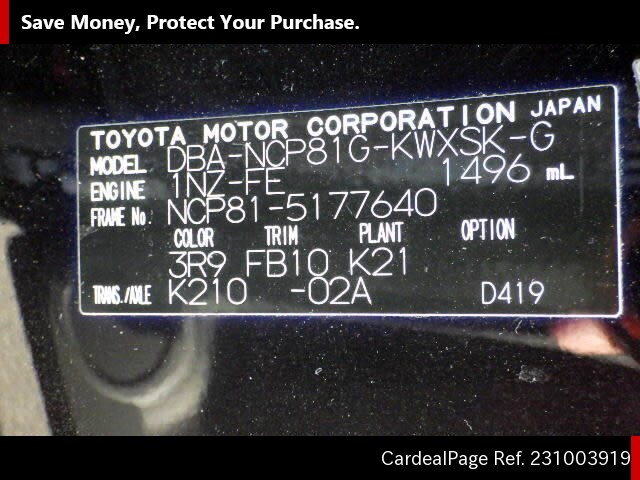 Save Money, Protect Your Purchase.
TOYOTA MOTOR CORPORATION JAPAN
MODEL DBA-NCP81G-KWXSK-G
ENGINE 1NZ-FE 1496 mL
FRAME No. NCP81-5177640
COLOR TRIM PLANT OPTION
3R9 FB10 K21
TRANS./AXLE K210 -02A D419
CardealPage Ref. 231003919